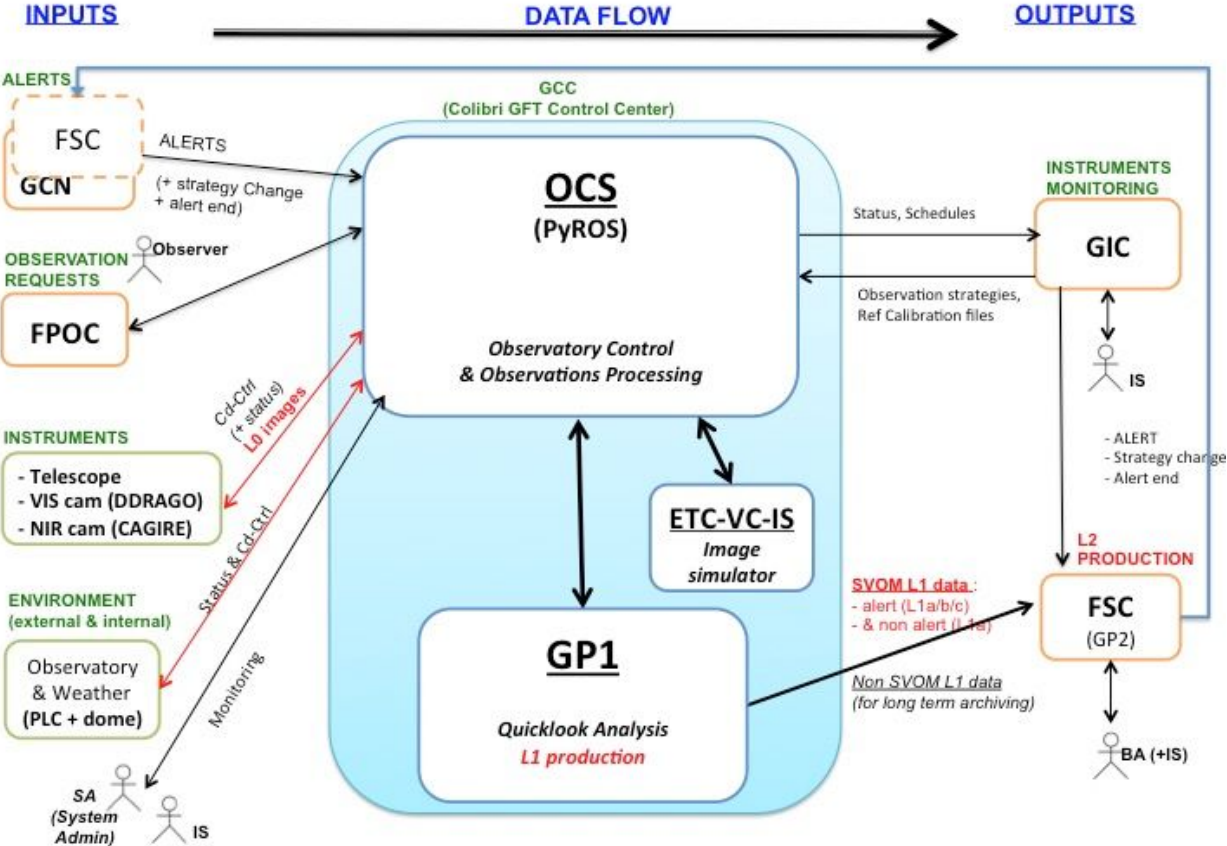 INPUTS
DATA FLOW
OUTPUTS
ALERTS
FSC
GCN
ALERTS
(+ strategy Change
+ alert end)
Observer
OBSERVATION
REQUESTS
FPOC
Cd-Ctrl
(+ status)
L0 images
INSTRUMENTS
- Telescope
- VIS cam (DDRAGO)
- NIR cam (CAGIRE)
Status & Cd-Ctrl
ENVIRONMENT
(external & internal)
Observatory
& Weather
(PLC + dome)
Monitoring
SA
(System
Admin)
IS
GCC
(Colibri GFT Control Center)
OCS
(PyROS)
Observatory Control
& Observations Processing
ETC-VC-IS
Image
simulator
GP1
Quicklook Analysis
L1 production
Status, Schedules
Observation strategies,
Ref Calibration files
INSTRUMENTS
MONITORING
GIC
IS
- ALERT
- Strategy change
- Alert end
L2
PRODUCTION
SVOM L1 data :
- alert (L1a/b/c)
- & non alert (L1a)
Non SVOM L1 data
(for long term archiving)
FSC
(GP2)
BA (+IS)